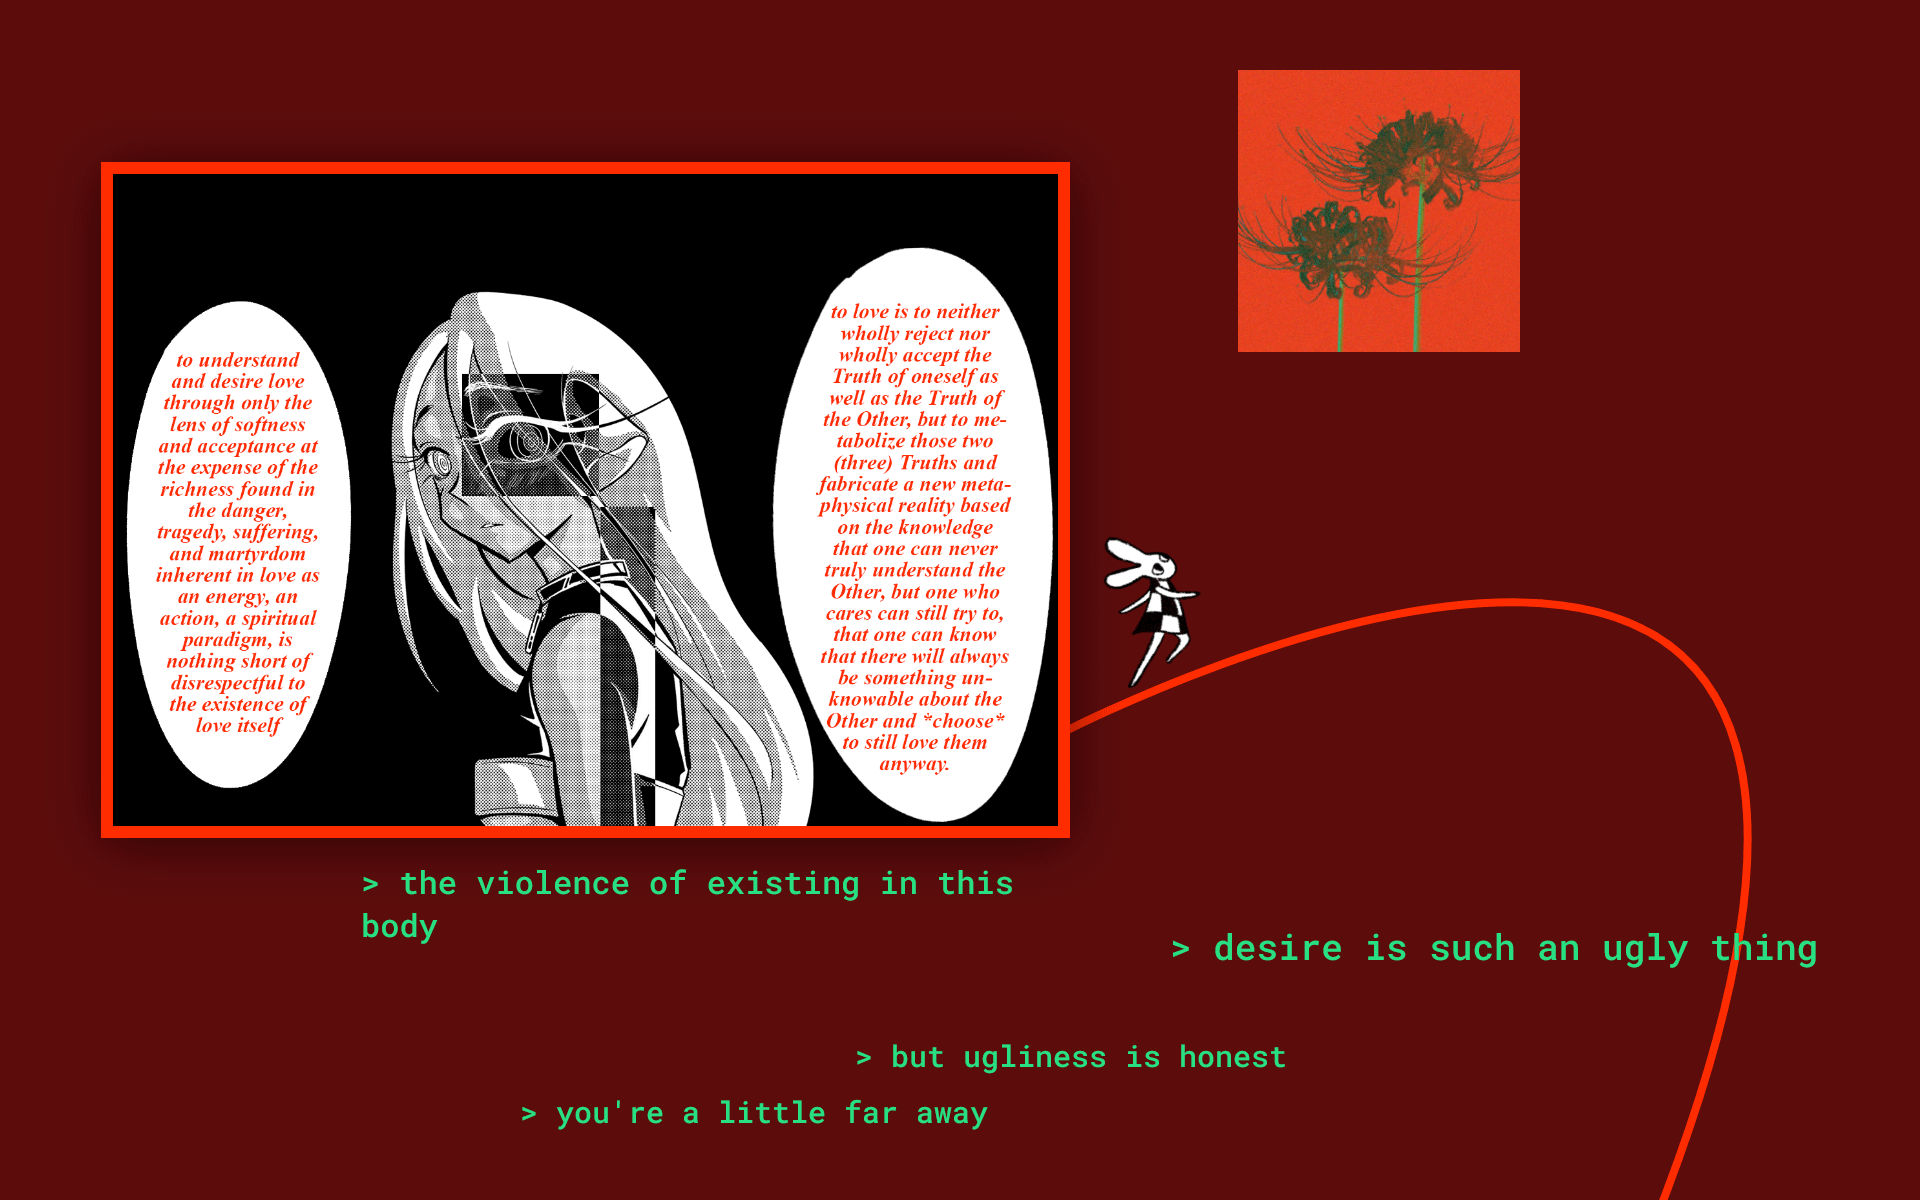 to understand
and desire love
through only the
lens of softness
and acceptance at
the expense of the
richness found in
the danger,
tragedy, suffering,
and martyrdom
inherent in love as
an energy, an
action, a spiritual
paradigm, is
nothing short of
disrespectful to
the existence of
love itself
to love is to neither
wholly reject nor
wholly accept the
Truth of oneself as
well as the Truth of
the Other, but to me-
tabolize those two
(three) Truths and
fabricate a new meta-
physical reality based
on the knowledge
that one can never
truly understand the
Other, but one who
cares can still try to,
that one can know
that there will always
be something un-
knowable about the
Other and *choose*
to still love them
anyway.
> the violence of existing in this
body
> desire is such an ugly thing
> but ugliness is honest
> you're a little far away